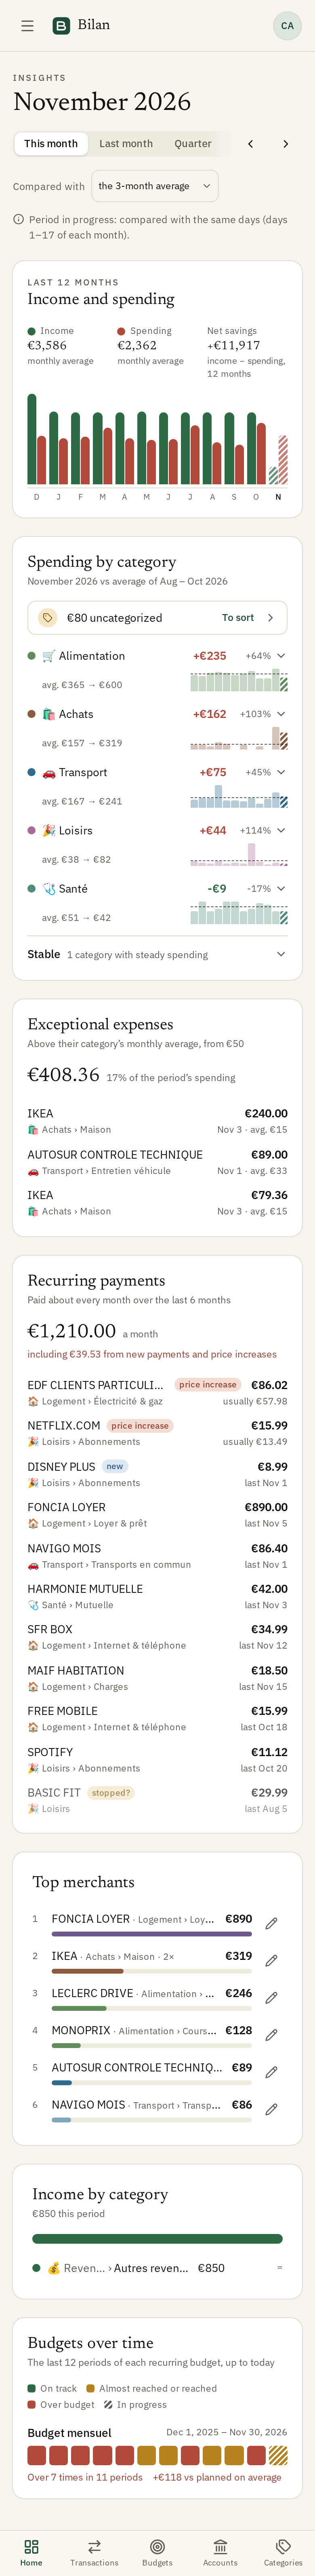 Bilan
CA
INSIGHTS
November 2026
This month Last month Quarter
Compared with the 3-month average
Period in progress: compared with the same days (days
1–17 of each month).
LAST 12 MONTHS
Income and spending
Income Spending Net savings
€3,586 €2,362 +€11,917
monthly average monthly average income − spending,
12 months
D J F M A M J J A S O N
Spending by category
November 2026 vs average of Aug – Oct 2026
€80 uncategorized To sort
Alimentation +€235 +64%
avg. €365 → €600
Achats +€162 +103%
avg. €157 → €319
Transport +€75 +45%
avg. €167 → €241
Loisirs +€44 +114%
avg. €38 → €82
Santé -€9 -17%
avg. €51 → €42
Stable 1 category with steady spending
Exceptional expenses
Above their category's monthly average, from €50
€408.36 17% of the period's spending
IKEA €240.00
Achats › Maison Nov 3 · avg. €15
AUTOSUR CONTROLE TECHNIQUE €89.00
Transport › Entretien véhicule Nov 1 · avg. €33
IKEA €79.36
Achats › Maison Nov 3 · avg. €15
Recurring payments
Paid about every month over the last 6 months
€1,210.00 a month
including €39.53 from new payments and price increases
EDF CLIENTS PARTICULI... price increase €86.02
Logement › Électricité & gaz usually €57.98
NETFLIX.COM price increase €15.99
Loisirs › Abonnements usually €13.49
DISNEY PLUS new €8.99
Loisirs › Abonnements last Nov 1
FONCIA LOYER €890.00
Logement › Loyer & prêt last Nov 5
NAVIGO MOIS €86.40
Transport › Transports en commun last Nov 1
HARMONIE MUTUELLE €42.00
Santé › Mutuelle last Nov 3
SFR BOX €34.99
Logement › Internet & téléphone last Nov 12
MAIF HABITATION €18.50
Logement › Charges last Nov 15
FREE MOBILE €15.99
Logement › Internet & téléphone last Oct 18
SPOTIFY €11.12
Loisirs › Abonnements last Oct 20
BASIC FIT stopped? €29.99
Loisirs last Aug 5
Top merchants
1 FONCIA LOYER · Logement › Loy... €890
2 IKEA · Achats › Maison · 2× €319
3 LECLERC DRIVE · Alimentation › ... €246
4 MONOPRIX · Alimentation › Cours... €128
5 AUTOSUR CONTROLE TECHNIQ... €89
6 NAVIGO MOIS · Transport › Transp... €86
Income by category
€850 this period
Reven... › Autres reven... €850 =
Budgets over time
The last 12 periods of each recurring budget, up to today
On track Almost reached or reached
Over budget In progress
Budget mensuel Dec 1, 2025 – Nov 30, 2026
Over 7 times in 11 periods +€118 vs planned on average
Home Transactions Budgets Accounts Categories